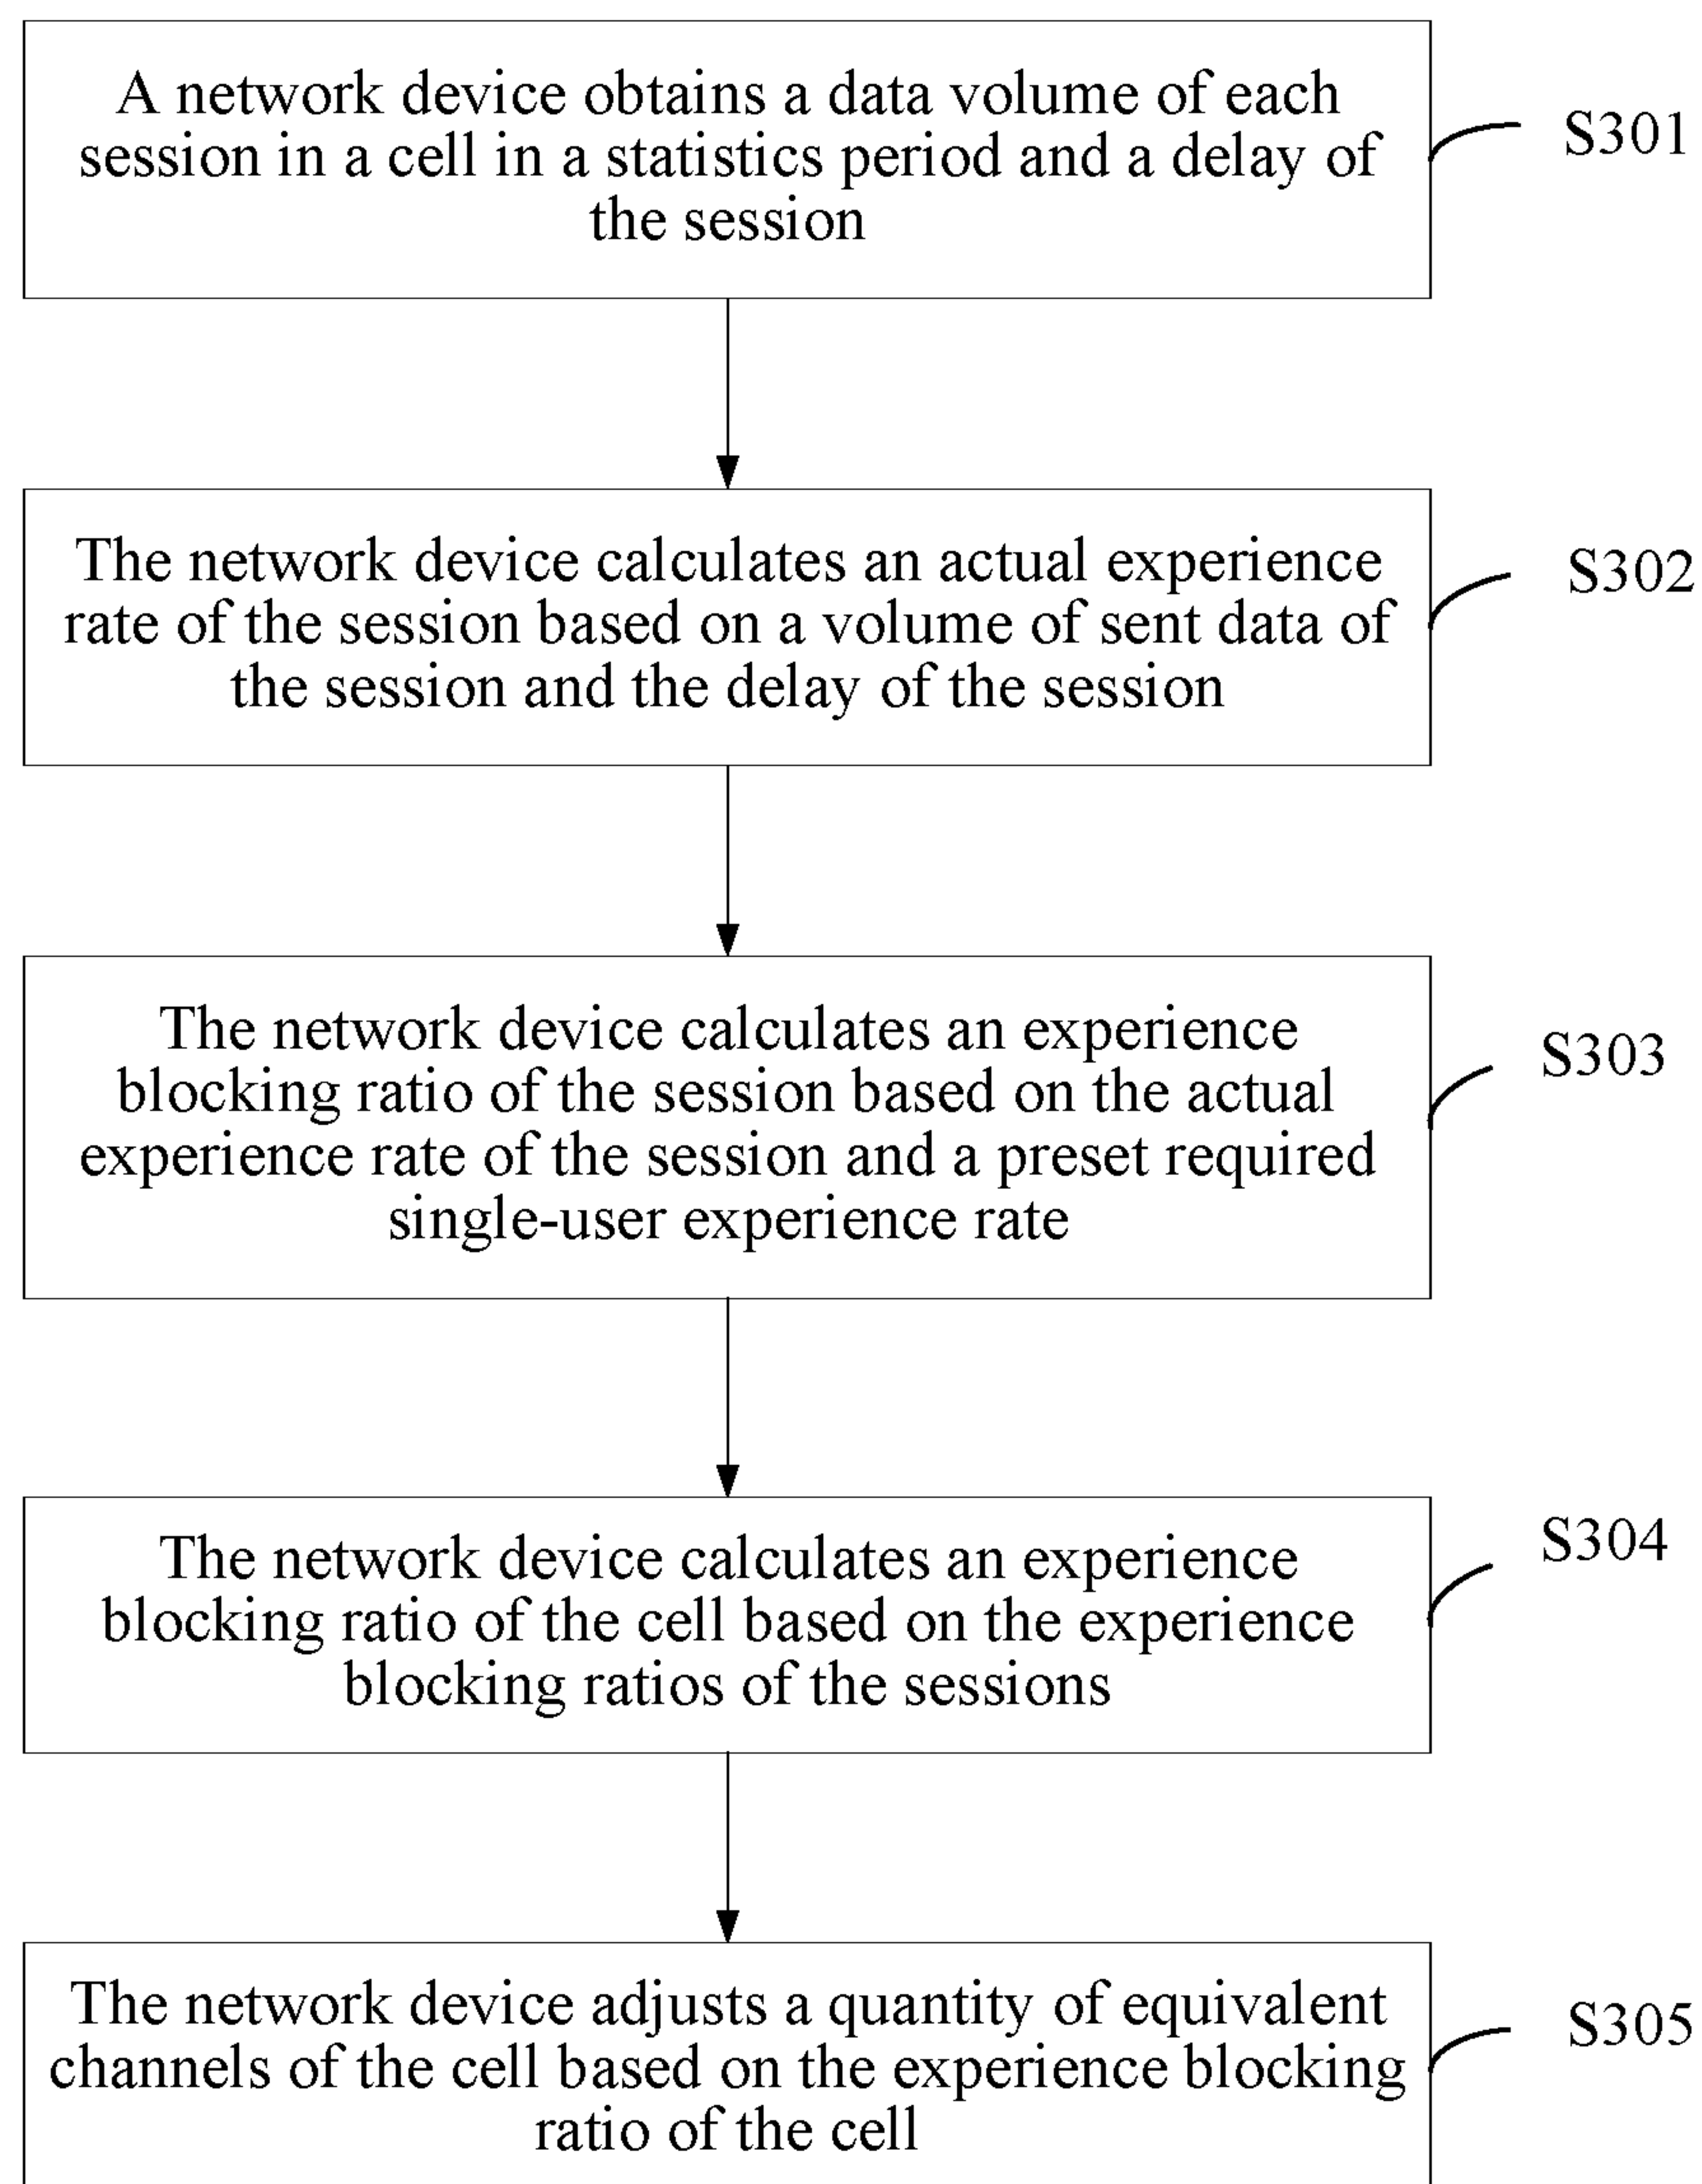 A network device obtains a data volume of each
session in a cell in a statistics period and a delay of
the session
S301
The network device calculates an actual experience
rate of the session based on a volume of sent data of
the session and the delay of the session
S302
The network device calculates an experience
blocking ratio of the session based on the actual
experience rate of the session and a preset required
single-user experience rate
S303
The network device calculates an experience
blocking ratio of the cell based on the experience
blocking ratios of the sessions
S304
The network device adjusts a quantity of equivalent
channels of the cell based on the experience blocking
ratio of the cell
S305